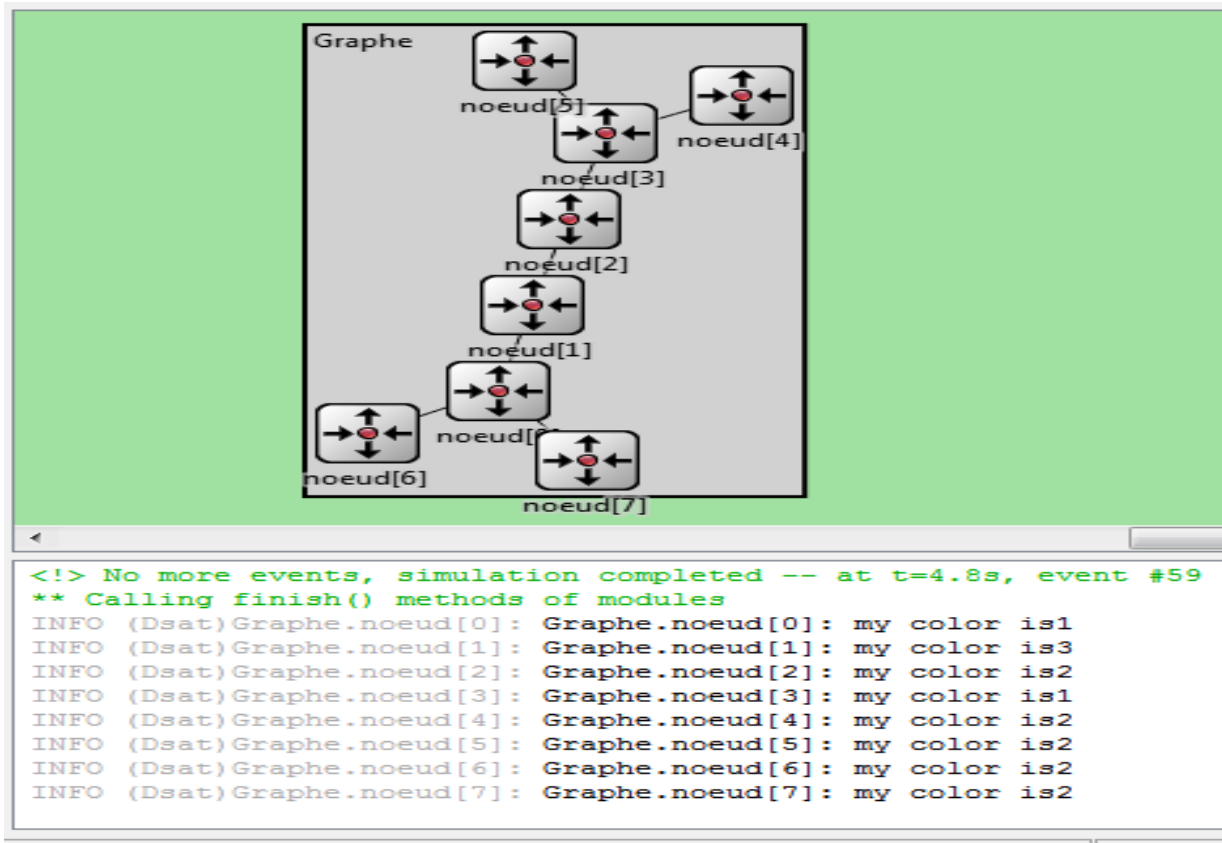 Graphe
noeud[5]
noeud[4]
noeud[3]
noeud[2]
noeud[1]
noeud[6]
noeud[7]
<!> No more events, simulation completed -- at t=4.8s, event #59
** Calling finish() methods of modules
INFO (Dsat)Graphe.noeud[0]: Graphe.noeud[0]: my color is1
INFO (Dsat)Graphe.noeud[1]: Graphe.noeud[1]: my color is3
INFO (Dsat)Graphe.noeud[2]: Graphe.noeud[2]: my color is2
INFO (Dsat)Graphe.noeud[3]: Graphe.noeud[3]: my color is1
INFO (Dsat)Graphe.noeud[4]: Graphe.noeud[4]: my color is2
INFO (Dsat)Graphe.noeud[5]: Graphe.noeud[5]: my color is2
INFO (Dsat)Graphe.noeud[6]: Graphe.noeud[6]: my color is2
INFO (Dsat)Graphe.noeud[7]: Graphe.noeud[7]: my color is2